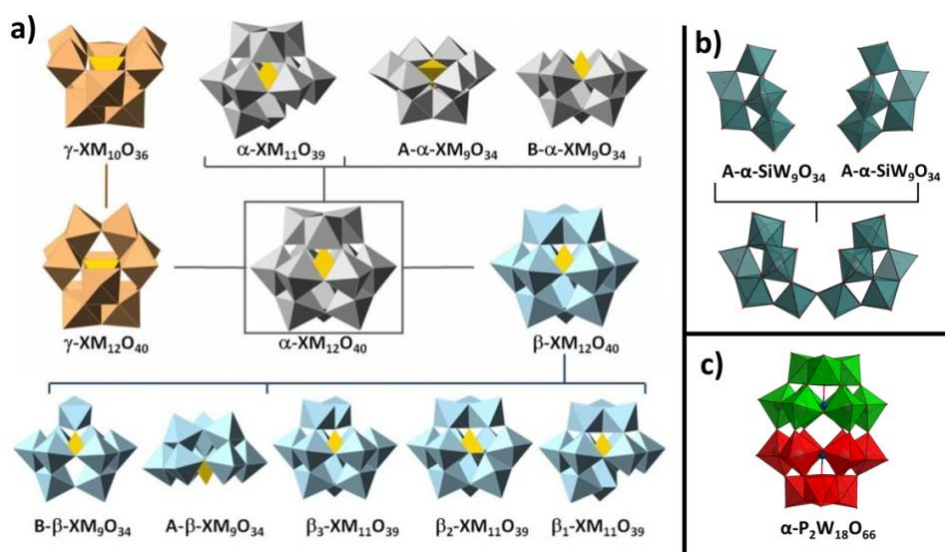 a)
γ-XM₁₀O₃₆
α-XM₁₁O₃₉
A-α-XM₉O₃₄
B-α-XM₉O₃₄
γ-XM₁₂O₄₀
α-XM₁₂O₄₀
β-XM₁₂O₄₀
B-β-XM₉O₃₄
A-β-XM₉O₃₄
β₃-XM₁₁O₃₉
β₂-XM₁₁O₃₉
β₁-XM₁₁O₃₉
b)
A-α-SiW₉O₃₄
A-α-SiW₉O₃₄
c)
α-P₂W₁₈O₆₆